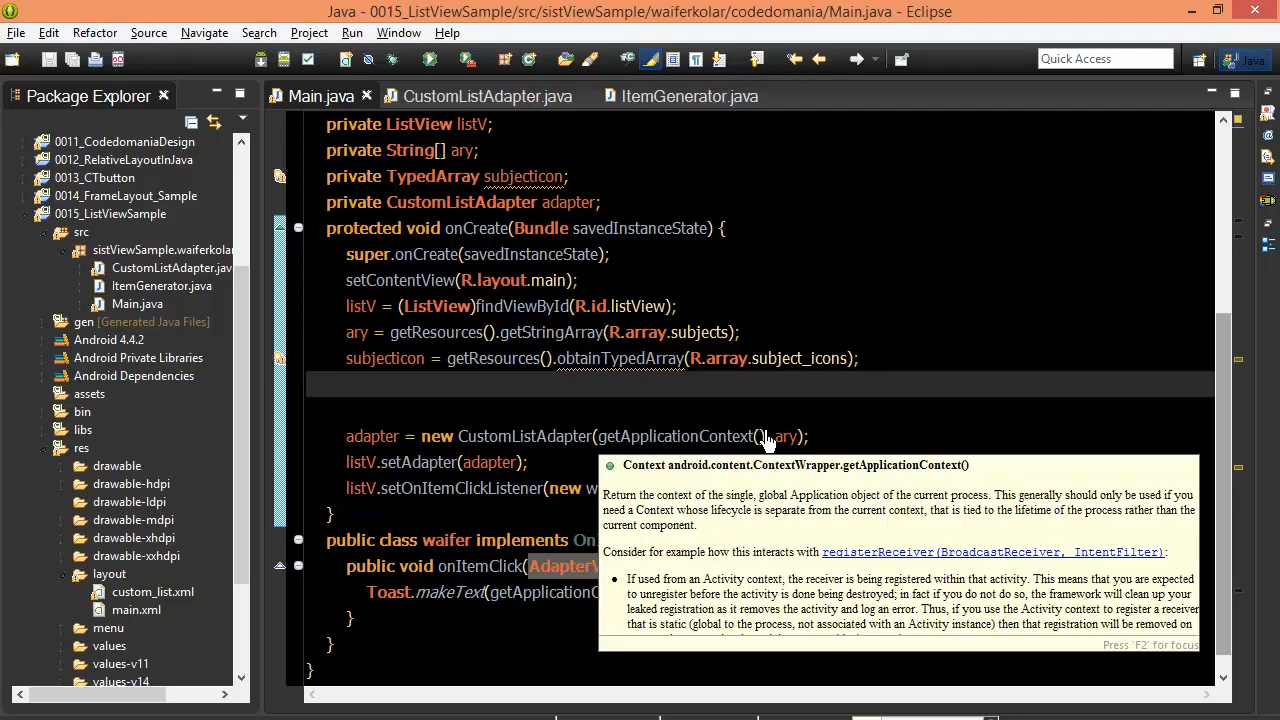 Java - 0015_ListViewSample/src/sistViewSample/waiferkolar/codedomania/Main.java - Eclipse
File Edit Refactor Source Navigate Search Project Run Window Help
Quick Access
Java
Package Explorer
Main.java
CustomListAdapter.java
ItemGenerator.java
0011_CodedomaniaDesign
0012_RelativeLayoutInJava
0013_CTbutton
0014_FrameLayout_Sample
0015_ListViewSample
src
sistViewSample.waiferkolar
CustomListAdapter.jav
ItemGenerator.java
Main.java
gen [Generated Java Files]
Android 4.4.2
Android Private Libraries
Android Dependencies
assets
bin
libs
res
drawable
drawable-hdpi
drawable-ldpi
drawable-mdpi
drawable-xhdpi
drawable-xxhdpi
layout
custom_list.xml
main.xml
menu
values
values-v11
values-v14
private ListView listV;
private String[] ary;
private TypedArray subjecticon;
private CustomListAdapter adapter;
protected void onCreate(Bundle savedInstanceState) {
super.onCreate(savedInstanceState);
setContentView(R.layout.main);
listV = (ListView)findViewById(R.id.listView);
ary = getResources().getStringArray(R.array.subjects);
subjecticon = getResources().obtainTypedArray(R.array.subject_icons);
adapter = new CustomListAdapter(getApplicationContext(), ary);
listV.setAdapter(adapter);
listV.setOnItemClickListener(new w
}
public class waifer implements On
public void onItemClick(AdapterV
Toast.makeText(getApplicationC
}
}
}
Context android.content.ContextWrapper.getApplicationContext()
Return the context of the single, global Application object of the current process. This generally should only be used if you
need a Context whose lifecycle is separate from the current context, that is tied to the lifetime of the process rather than the
current component.
Consider for example how this interacts with registerReceiver(BroadcastReceiver, IntentFilter):
• If used from an Activity context, the receiver is being registered within that activity. This means that you are expected
to unregister before the activity is done being destroyed; in fact if you do not do so, the framework will clean up your
leaked registration as it removes the activity and log an error. Thus, if you use the Activity context to register a receiver
that is static (global to the process, not associated with an Activity instance) then that registration will be removed on
Press 'F2' for focus